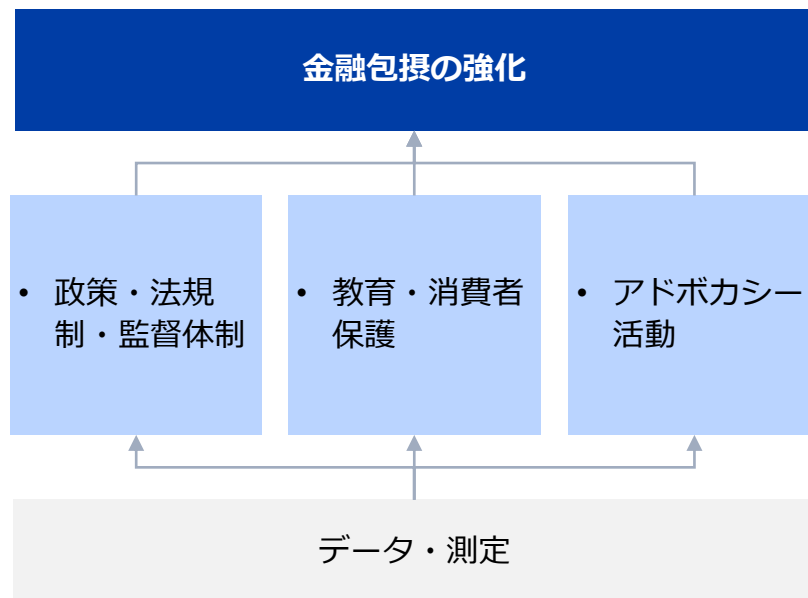 金融包摂の強化
• 政策・法規
制・監督体制
• 教育・消費者
保護
• アドボカシー
活動
データ・測定